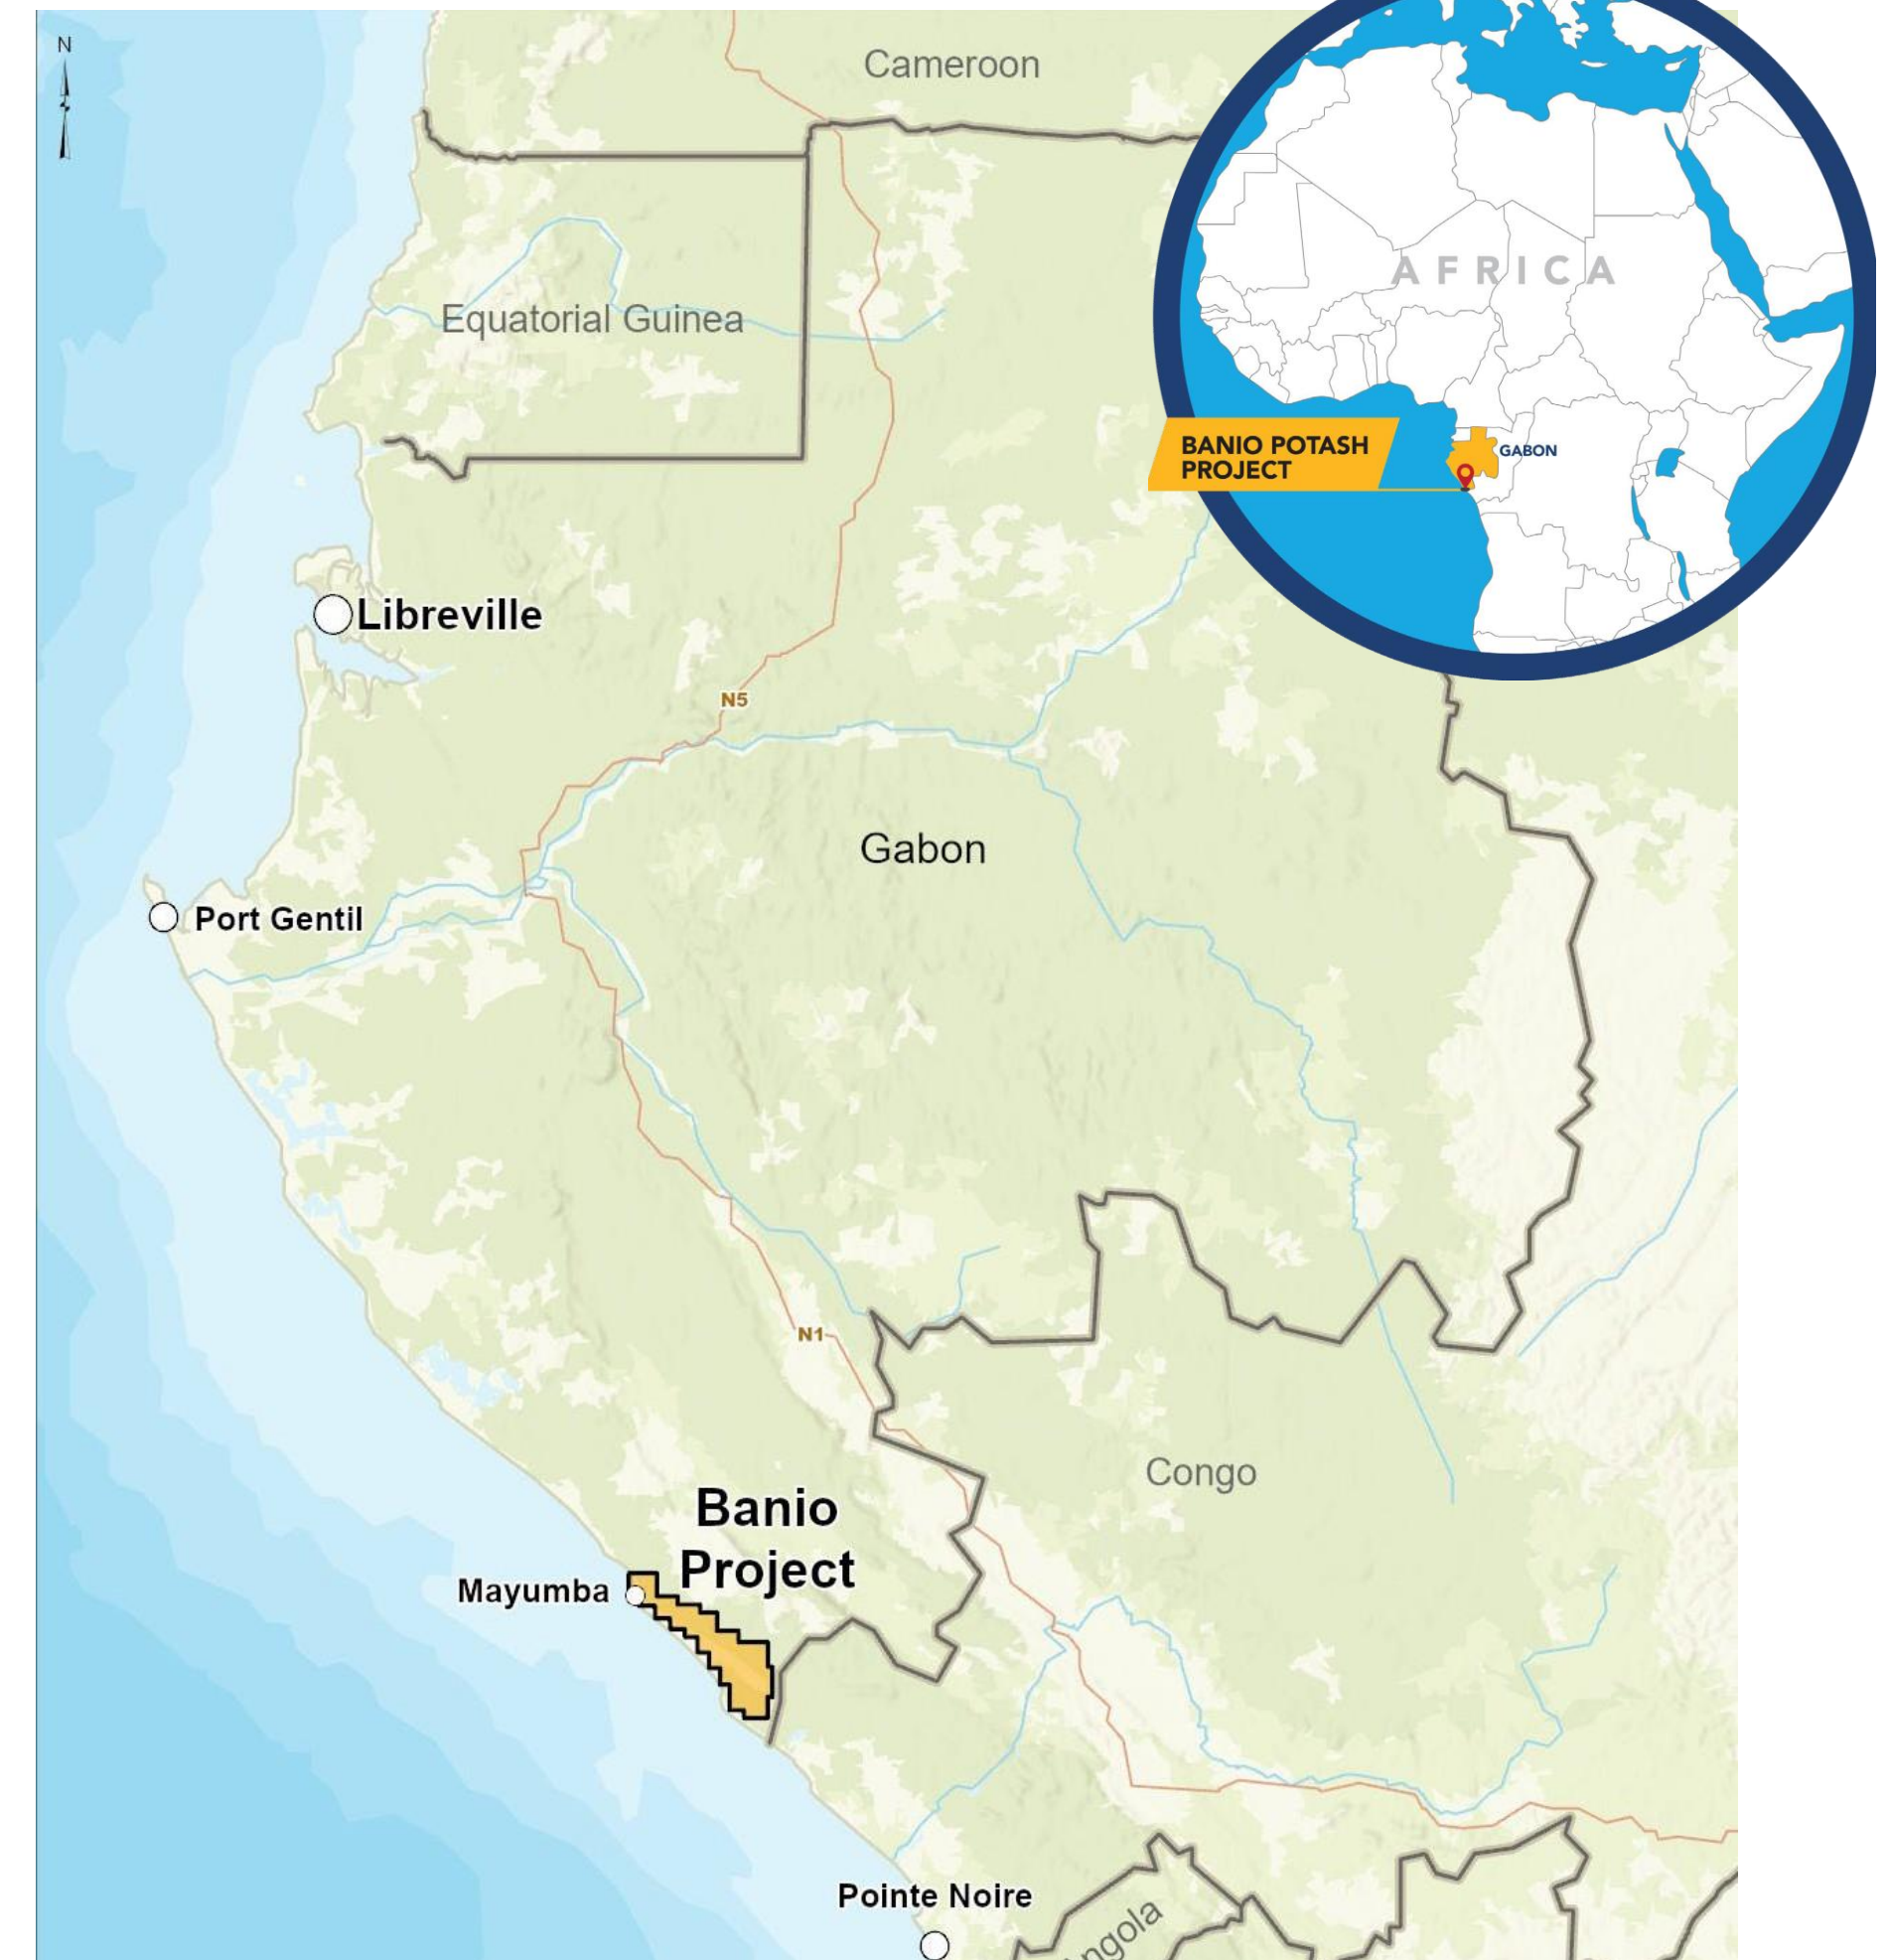 N
Cameroon
AFRICA
Equatorial Guinea
BANIO POTASH
PROJECT
GABON
Libreville
N5
Gabon
Port Gentil
N1
Congo
Banio
Project
Mayumba
Pointe Noire
ngola